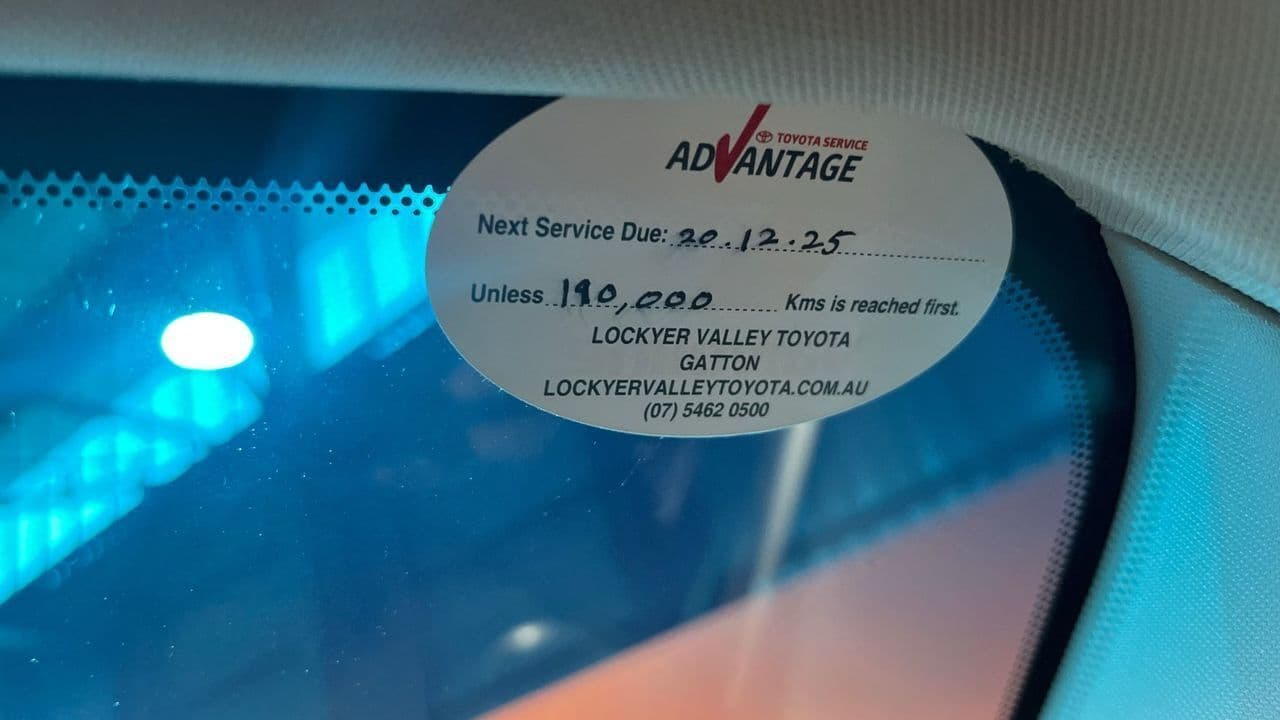 TOYOTA SERVICE
ADVANTAGE
Next Service Due: 20.12.25
Unless 190,000 Kms is reached first.
LOCKYER VALLEY TOYOTA
GATTON
LOCKYERVALLEYTOYOTA.COM.AU
(07) 5462 0500